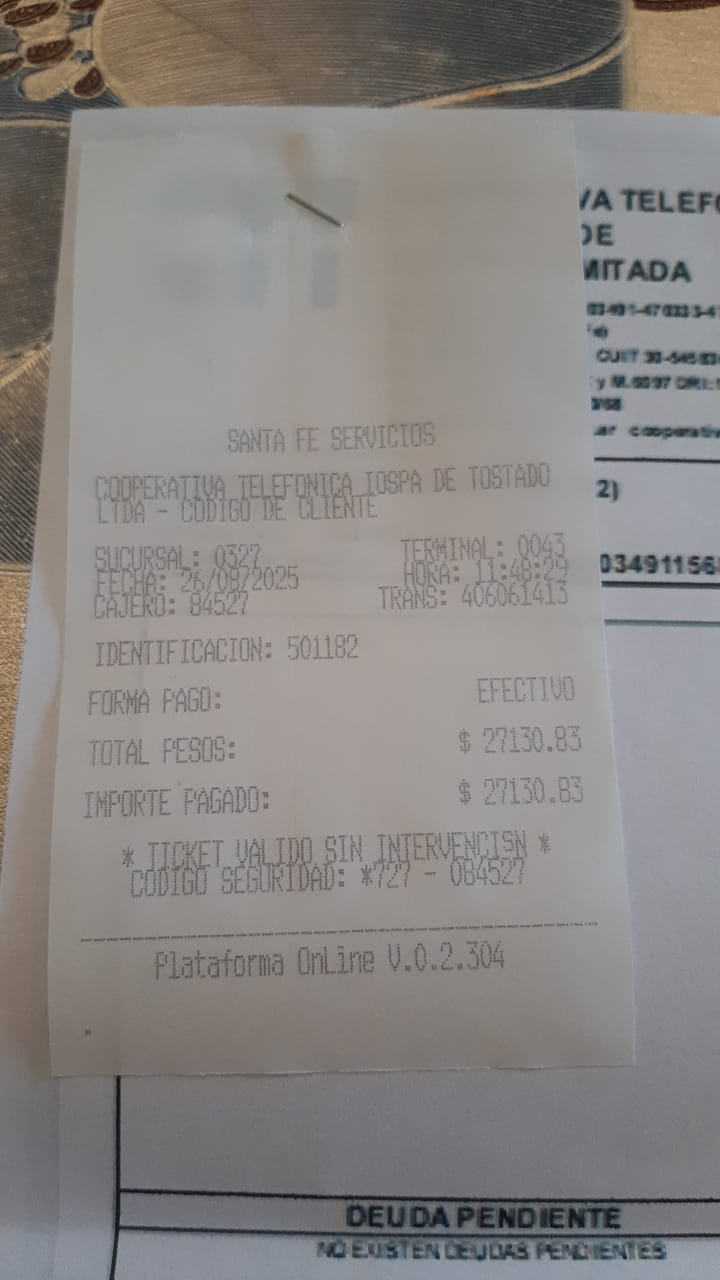 SANTA FE SERVICIOS
COOPERATIVA TELEFONICA IOSPA DE TOSTADO
LTDA - CODIGO DE CLIENTE
SUCURSAL: 0327 TERMINAL: 0043
FECHA: 26/08/2025 HORA: 11:48:29
CAJERO: 84527 TRANS: 406061413
IDENTIFICACION: 501182
FORMA PAGO: EFECTIVO
TOTAL PESOS: $ 27130.83
IMPORTE PAGADO: $ 27130.83
* TICKET VALIDO SIN INTERVENCISN *
CODIGO SEGURIDAD: *727 - 084527
Plataforma OnLine V.0.2.304
VA TELEF
DE
MITADA
CUIT
cooperativ
2)
0349115
DEUDA PENDIENTE
NO EXISTEN DEUDAS PENDIENTES